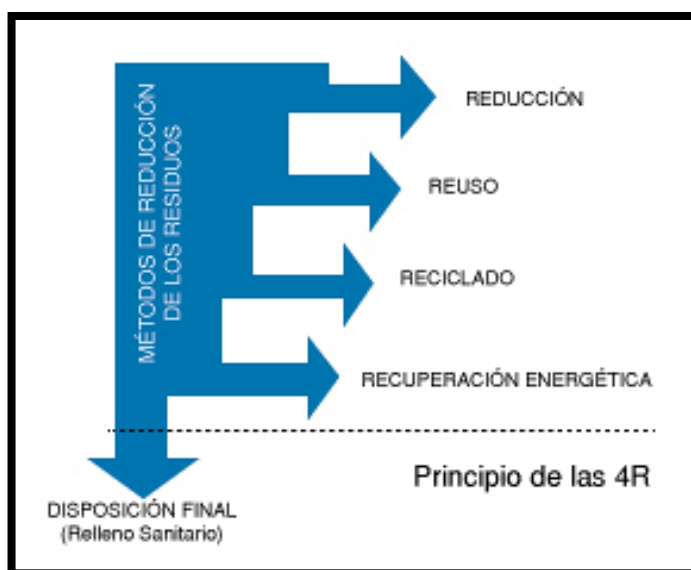 MÉTODOS DE REDUCCIÓN
DE LOS RESIDUOS
REDUCCIÓN
REUSO
RECICLADO
RECUPERACIÓN ENERGÉTICA
Principio de las 4R
DISPOSICIÓN FINAL
(Relleno Sanitario)